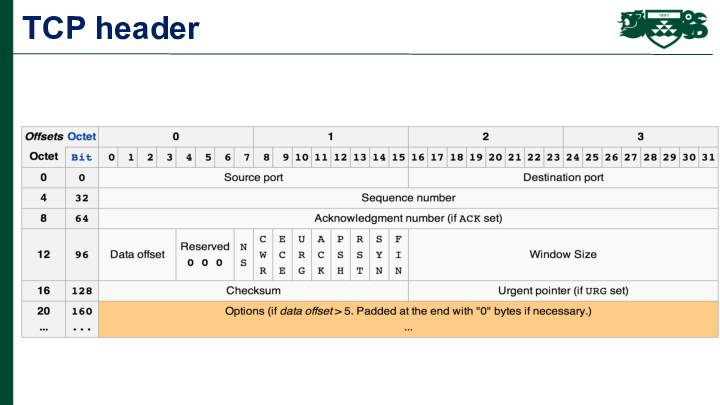 TCP header
Offsets Octet 0 1 2 3
Octet Bit 0 1 2 3 4 5 6 7 8 9 10 11 12 13 14 15 16 17 18 19 20 21 22 23 24 25 26 27 28 29 30 31
0 0 Source port Destination port
4 32 Sequence number
8 64 Acknowledgment number (if ACK set)
12 96 Data offset Reserved 0 0 0 NS CWR ECE URG ACK PSH RST SYN FIN Window Size
16 128 Checksum Urgent pointer (if URG set)
20 160 Options (if data offset > 5. Padded at the end with "0" bytes if necessary.)
... ... ...